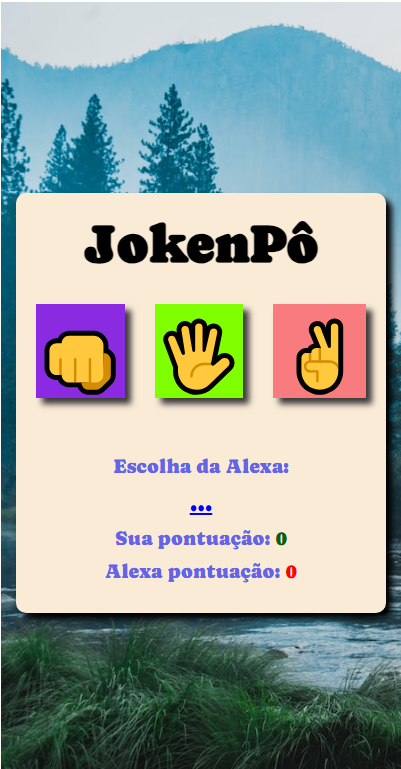 JokenPô
Escolha da Alexa:
...
Sua pontuação: 0
Alexa pontuação: 0